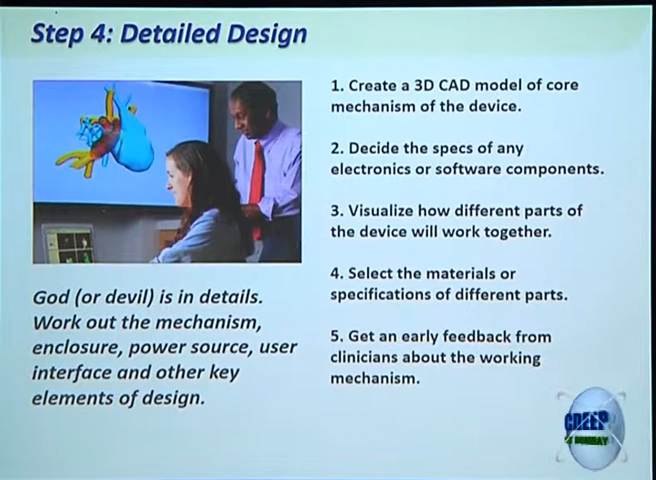 Step 4: Detailed Design
1. Create a 3D CAD model of core
mechanism of the device.
2. Decide the specs of any
electronics or software components.
3. Visualize how different parts of
the device will work together.
4. Select the materials or
specifications of different parts.
5. Get an early feedback from
clinicians about the working
mechanism.
God (or devil) is in details.
Work out the mechanism,
enclosure, power source, user
interface and other key
elements of design.
CDEEP
IIT BOMBAY